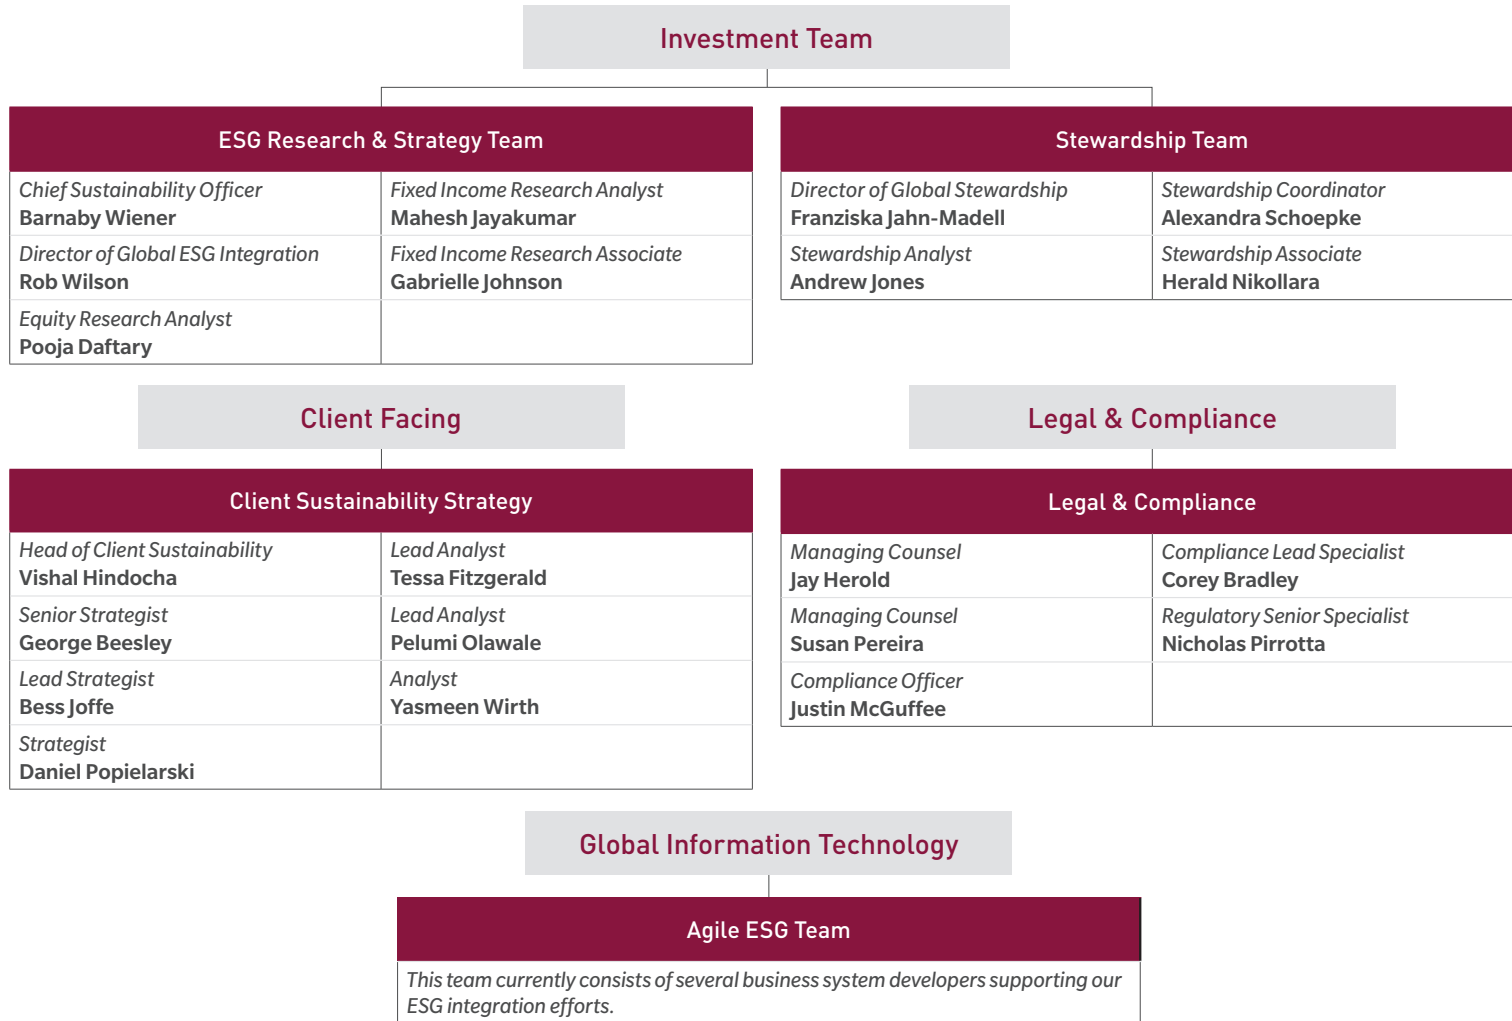 Investment Team
ESG Research & Strategy Team
Chief Sustainability Officer
Barnaby Wiener
Fixed Income Research Analyst
Mahesh Jayakumar
Director of Global ESG Integration
Rob Wilson
Fixed Income Research Associate
Gabrielle Johnson
Equity Research Analyst
Pooja Daftary
Stewardship Team
Director of Global Stewardship
Franziska Jahn-Madell
Stewardship Coordinator
Alexandra Schoepke
Stewardship Analyst
Andrew Jones
Stewardship Associate
Herald Nikollara
Client Facing
Client Sustainability Strategy
Head of Client Sustainability
Vishal Hindocha
Lead Analyst
Tessa Fitzgerald
Senior Strategist
George Beesley
Lead Analyst
Pelumi Olawale
Lead Strategist
Bess Joffe
Analyst
Yasmeen Wirth
Strategist
Daniel Popielarski
Legal & Compliance
Legal & Compliance
Managing Counsel
Jay Herold
Compliance Lead Specialist
Corey Bradley
Managing Counsel
Susan Pereira
Regulatory Senior Specialist
Nicholas Pirrotta
Compliance Officer
Justin McGuffee
Global Information Technology
Agile ESG Team
This team currently consists of several business system developers supporting our
ESG integration efforts.